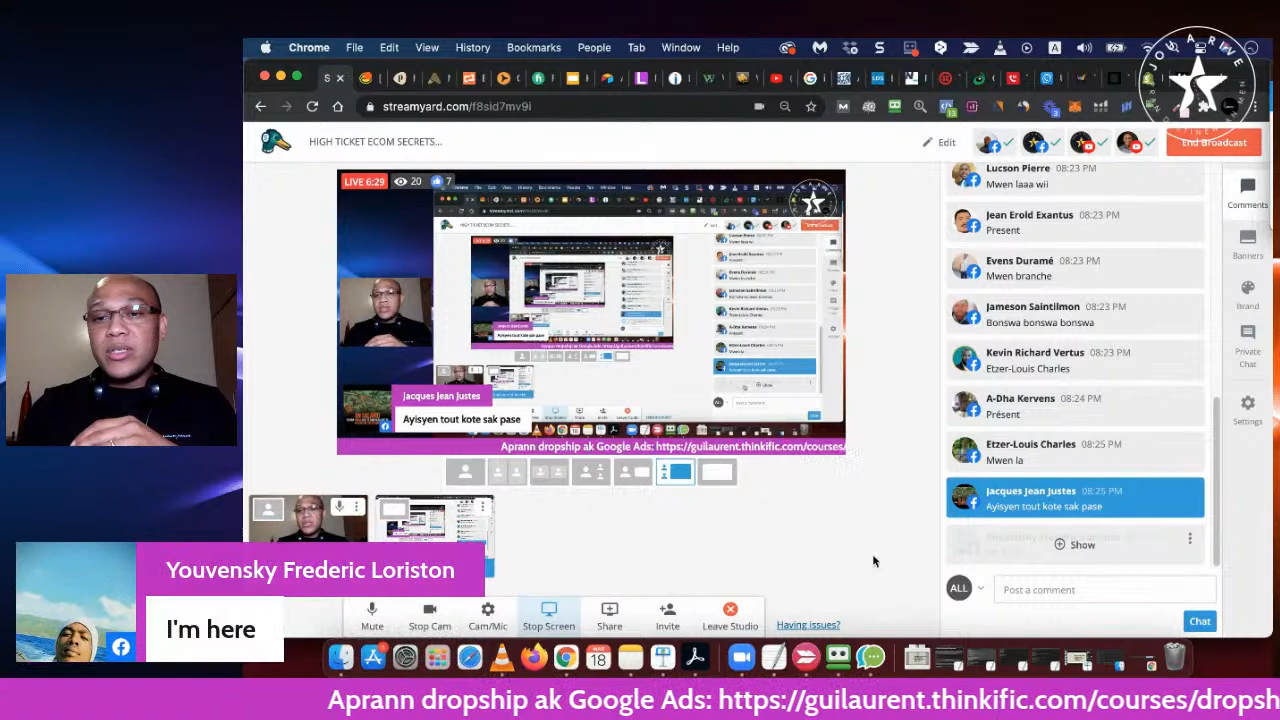 Chrome File Edit View History Bookmarks People Tab Window Help
streamyard.com/f8sid7mv9i
HIGH TICKET ECOM SECRETS...
Edit
End Broadcast
LIVE 6:29 20 7
HIGH TICKET ECOM SECRETS...
Jacques Jean Justes
Ayisyen tout kote sak pase
Aprann dropship ak Google Ads: https://guilaurent.thinkific.com/courses/
Lucson Pierre 08:23 PM
Mwen laaa wii
Jean Erold Exantus 08:23 PM
Present
Evens Duramé 08:23 PM
Mwen branche
Jameson Saintilmon 08:23 PM
Bonswa bonswa bonswa
Kevin Richard Vertus 08:23 PM
Etzer-Louis Charles
A-Dha Kervens 08:24 PM
Présent
Etzer-Louis Charles 08:25 PM
Mwen la
Jacques Jean Justes 08:25 PM
Ayisyen tout kote sak pase
Show
ALL Post a comment
Chat
Comments
Banners
Brand
Private
Chat
Settings
Mute Stop Cam Cam/Mic Stop Screen Share Invite Leave Studio Having issues?
Youvensky Frederic Loriston
I'm here
MAR
18
Aprann dropship ak Google Ads: https://guilaurent.thinkific.com/courses/dropsh